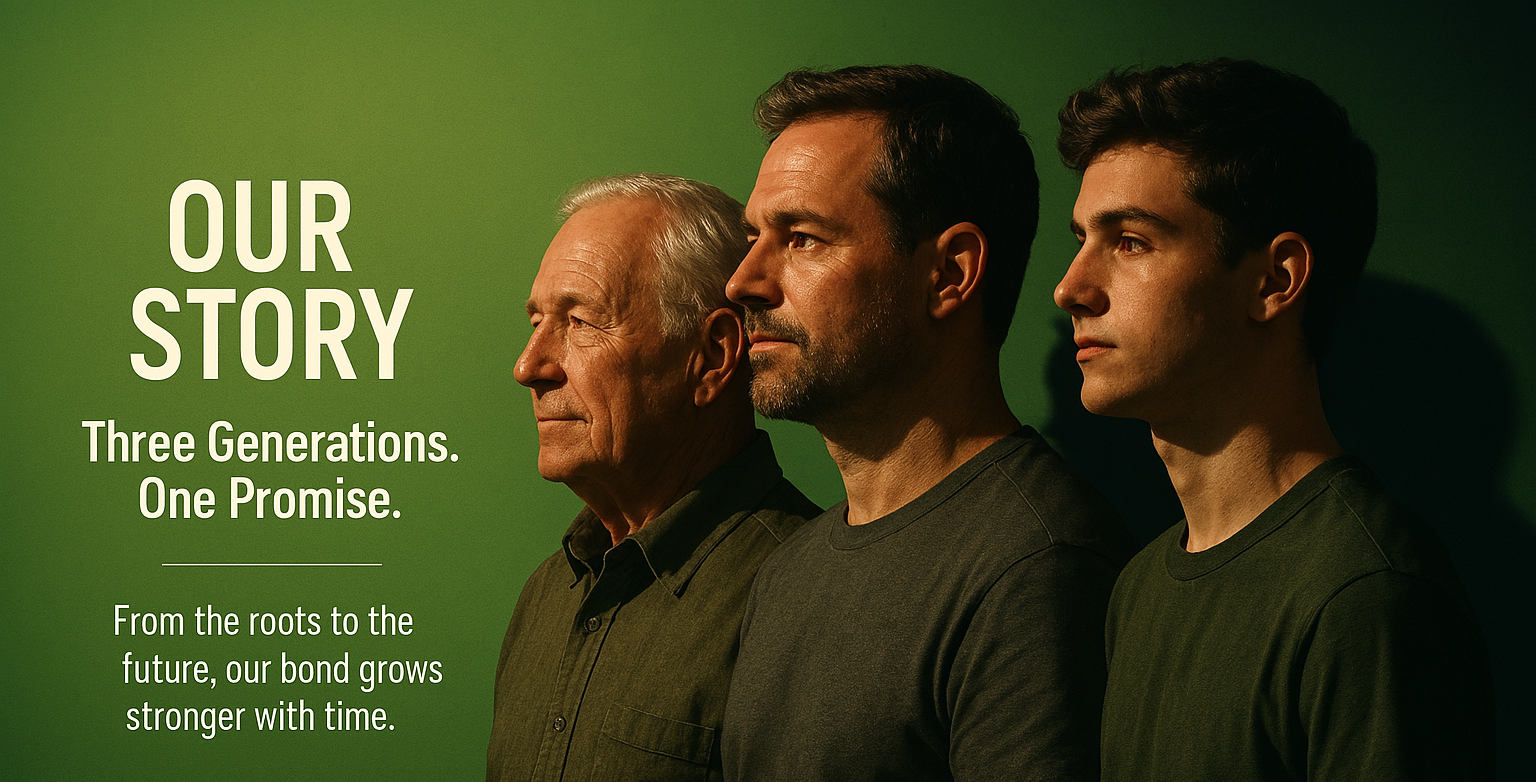 OUR
STORY
Three Generations.
One Promise.
From the roots to the
future, our bond grows
stronger with time.